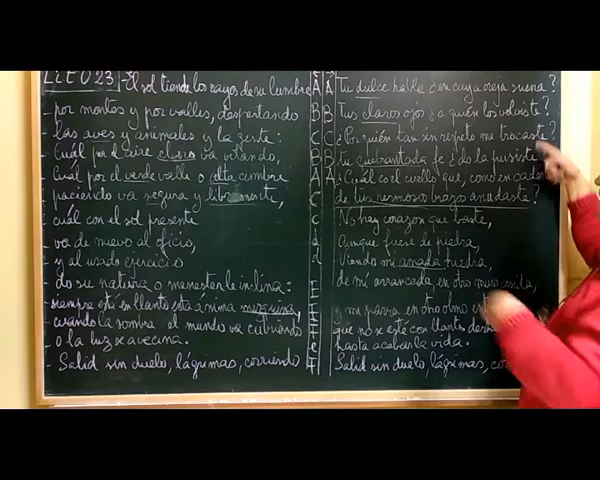 LitO 23
El sol tiende los rayos de su lumbre
por montes y por valles, despertando
las aves y animales y la gente:
Cuál por el aire claro va volando,
cuál por el verde valle o alta cumbre
paciendo va segura y libremente,
cuál con el sol presente
va de nuevo al oficio,
y al usado ejercicio
do su natura o menester le inclina:
siempre está en llanto esta ánima mezquina,
cuando la sombra el mundo va cubriendo
o la luz se avecina.
Salid sin duelo, lágrimas, corriendo
A
B
C
B
A
C
c
d
d
E
E
F
e
F
A
B
C
B
A
Tu dulce habla ¿en cuya oreja suena?
Tus claros ojos ¿a quién los volviste?
¿Por quién tan sin respeto me trocaste?
Tu quebrantada fe ¿do la pusiste?
¿Cuál es el cuello que, como en cadena
de tus hermosos brazos anudaste?
No hay corazón que baste,
Aunque fuese de piedra,
Viendo mi amada hiedra,
de mí arrancada, en otro muro asida,
mi parra en otro olmo
que no se esté con llanto
hasta acabar la vida.
Salid sin duelo, lágrimas,